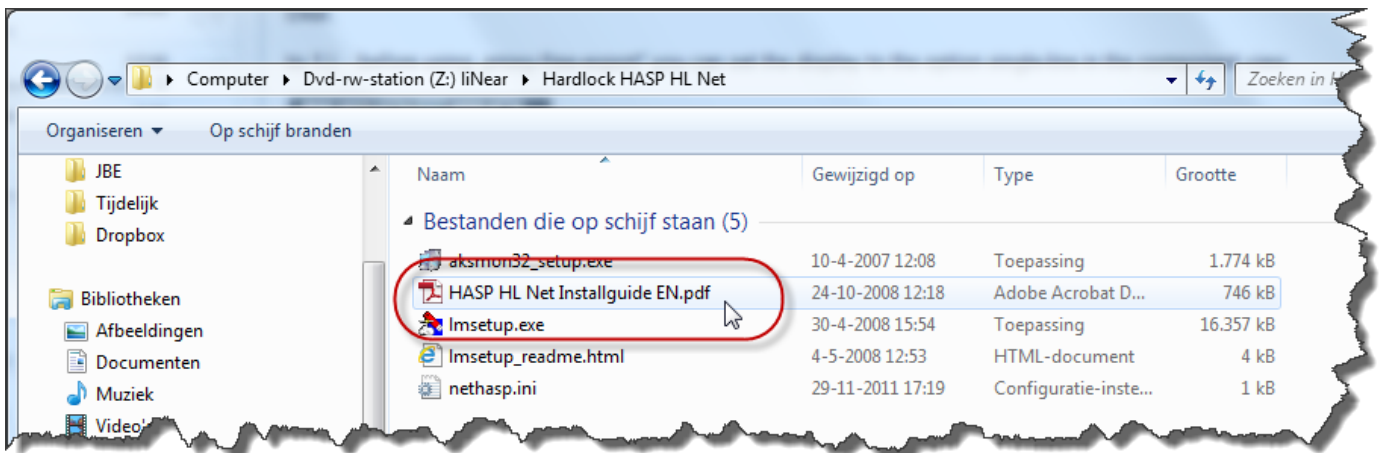 Computer Dvd-rw-station (Z:) liNear Hardlock HASP HL Net
Zoeken in H
Organiseren Op schijf branden
JBE
Tijdelijk
Dropbox
Bibliotheken
Afbeeldingen
Documenten
Muziek
Video's
Naam Gewijzigd op Type Grootte
Bestanden die op schijf staan (5)
aksmon32_setup.exe 10-4-2007 12:08 Toepassing 1.774 kB
HASP HL Net Installguide EN.pdf 24-10-2008 12:18 Adobe Acrobat D... 746 kB
lmsetup.exe 30-4-2008 15:54 Toepassing 16.357 kB
lmsetup_readme.html 4-5-2008 12:53 HTML-document 4 kB
nethasp.ini 29-11-2011 17:19 Configuratie-inste... 1 kB